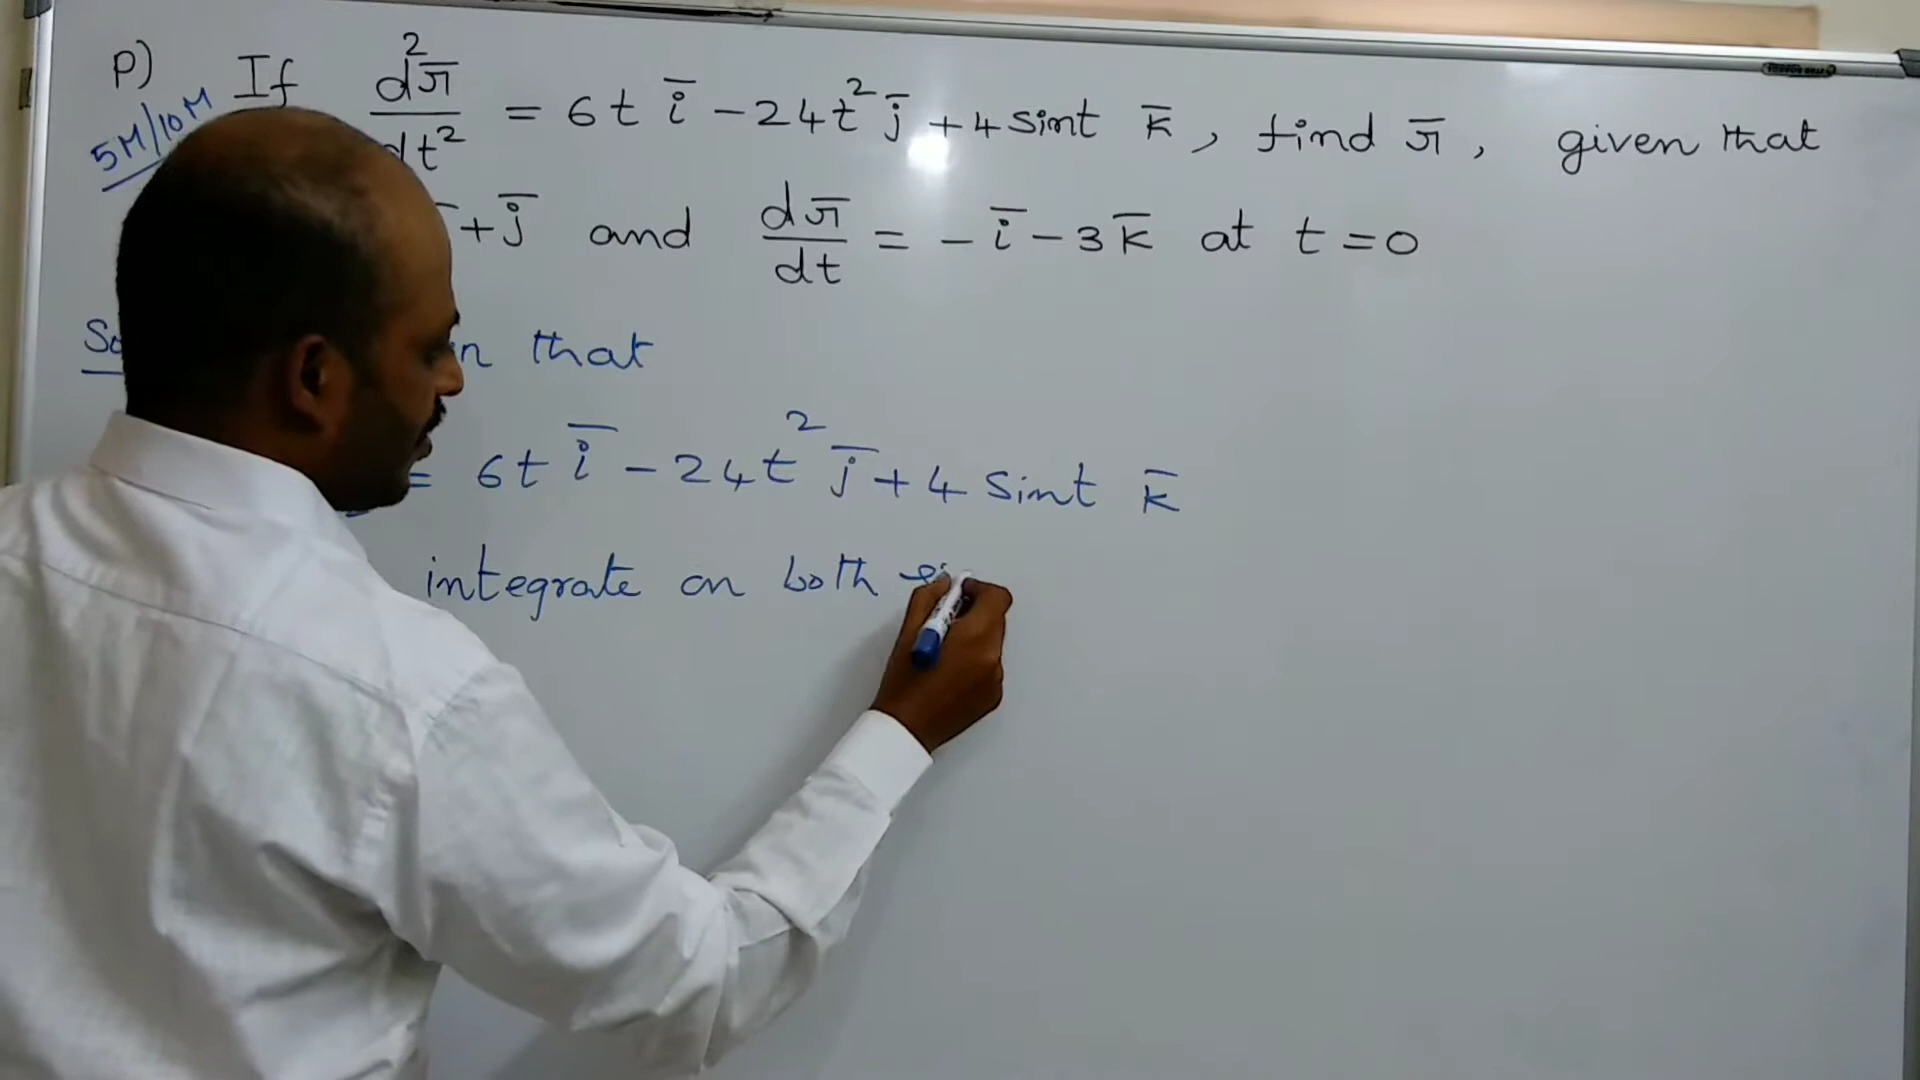 P) If d²r̄/dt² = 6t ī - 24t² j̄ + 4 sint k̄, find r̄, given that
5M/10M
+ j̄ and dr̄/dt = - ī - 3k̄ at t = 0
that
= 6t ī - 24t² j̄ + 4 sint k̄
integrate on both